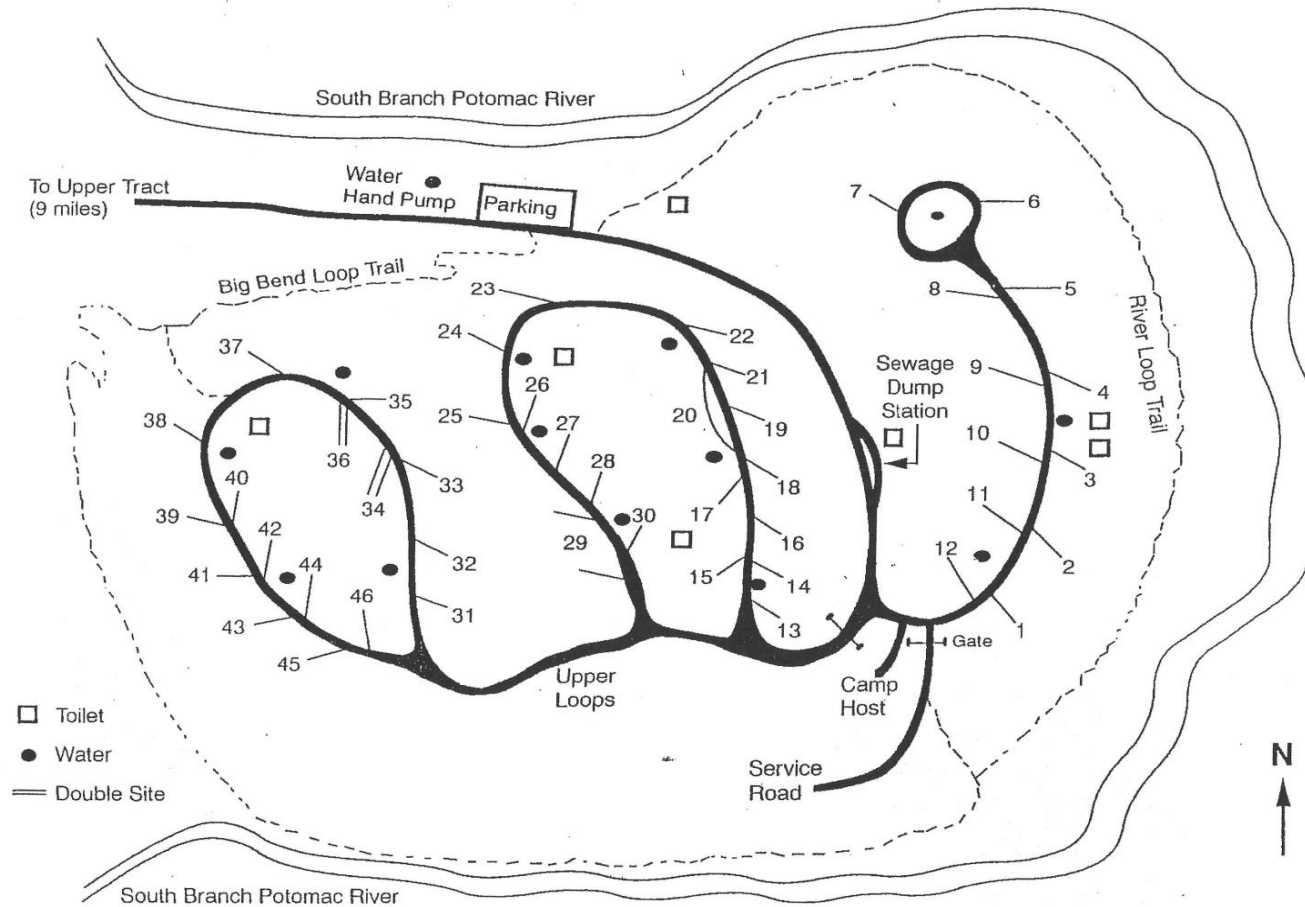 South Branch Potomac River
To Upper Tract
(9 miles)
Water
Hand Pump
Parking
Big Bend Loop Trail
River Loop Trail
7
6
8
5
23
22
24
21
37
26
9
4
Sewage
Dump
Station
35
25
27
20
19
38
36
28
10
3
33
18
40
34
17
39
30
11
42
29
16
12
2
44
32
15
14
41
46
31
13
43
1
45
Gate
Upper
Loops
Camp
Host
Service
Road
Toilet
Water
Double Site
N
South Branch Potomac River